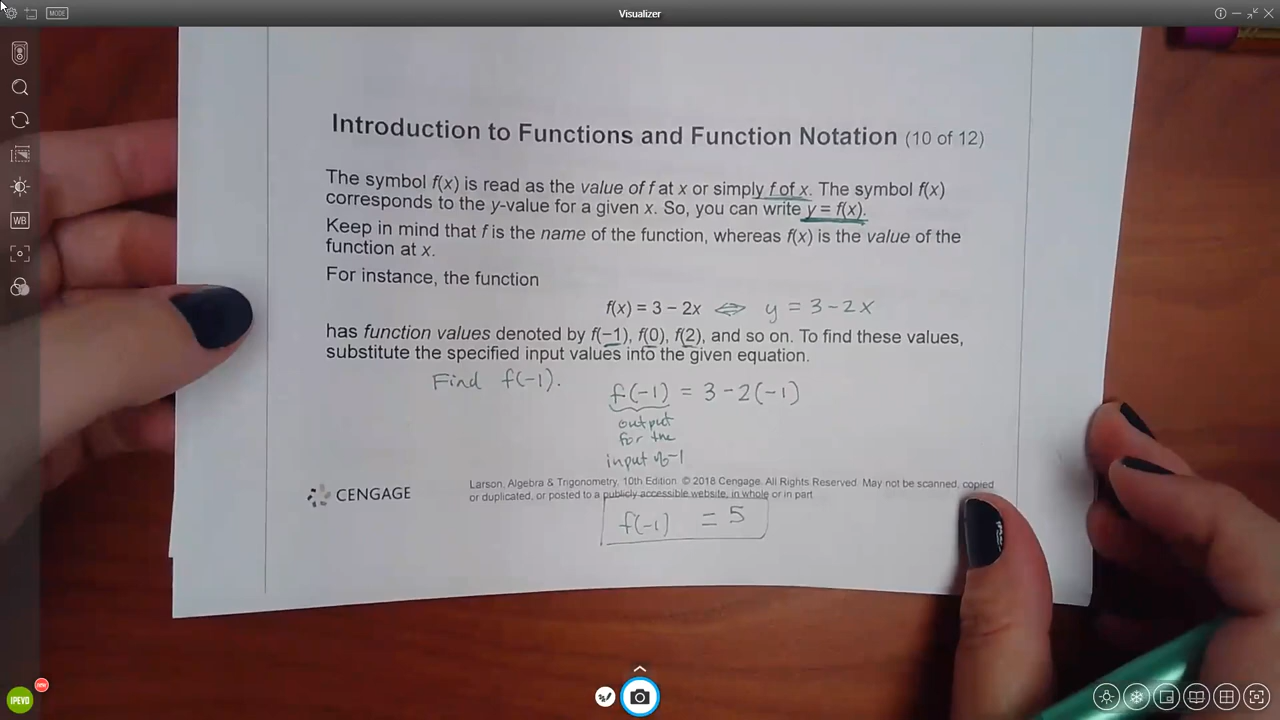 MODE
Visualizer
WB
Introduction to Functions and Function Notation (10 of 12)
The symbol f(x) is read as the value of f at x or simply f of x. The symbol f(x)
corresponds to the y-value for a given x. So, you can write y = f(x).
Keep in mind that f is the name of the function, whereas f(x) is the value of the
function at x.
For instance, the function
f(x) = 3 – 2x ⇔ y = 3-2x
has function values denoted by f(–1), f(0), f(2), and so on. To find these values,
substitute the specified input values into the given equation.
Find f(-1). f(-1) = 3-2(-1)
output
for the
input of -1
CENGAGE
Larson, Algebra & Trigonometry, 10th Edition. © 2018 Cengage. All Rights Reserved. May not be scanned, copied
or duplicated, or posted to a publicly accessible website, in whole or in part
f(-1) = 5
IPEVO
new